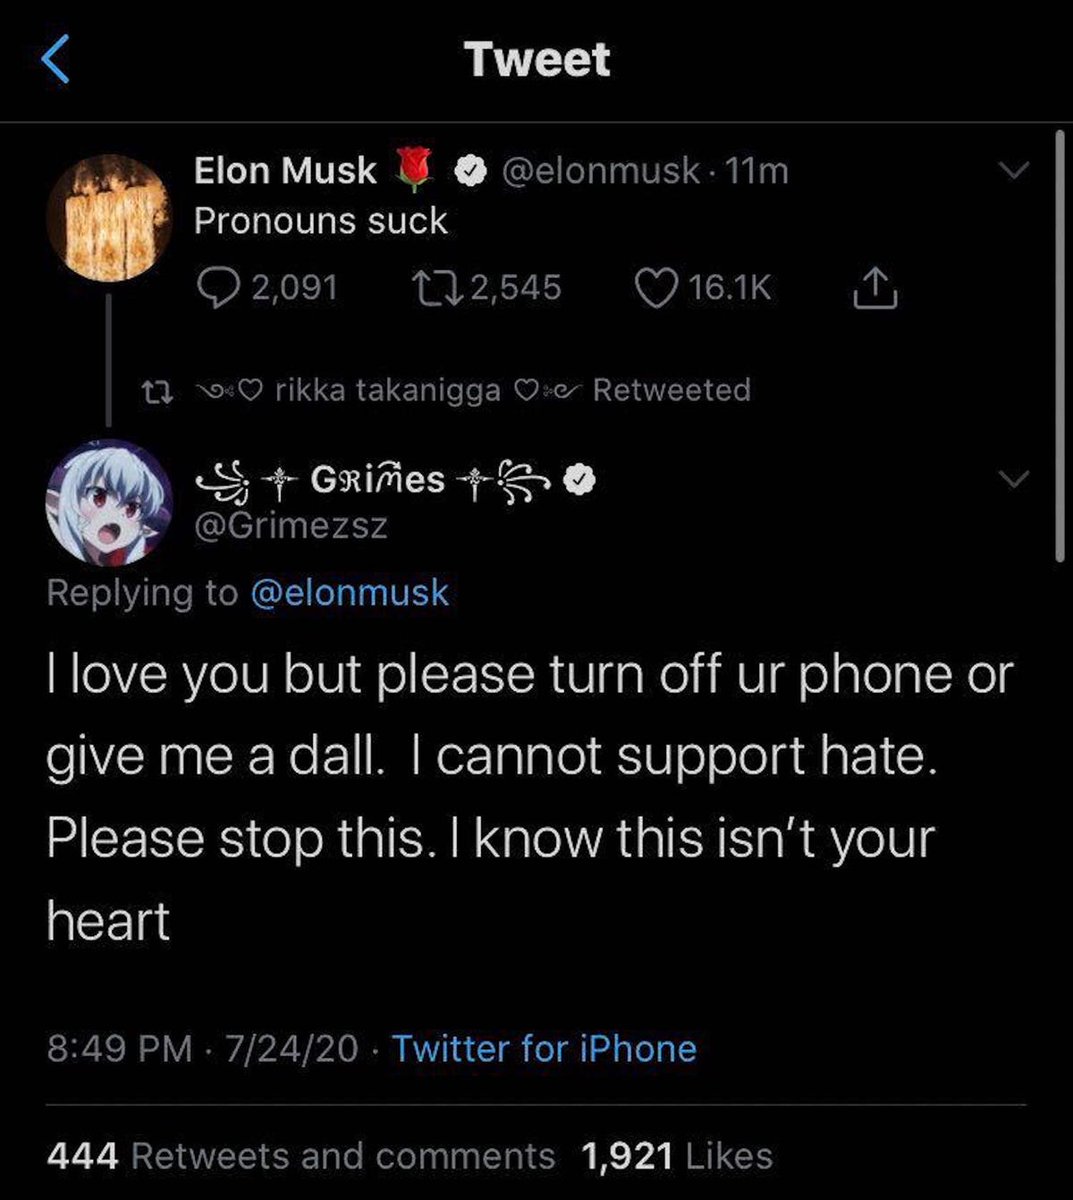 Tweet
Elon Musk 🌹 @elonmusk · 11m
Pronouns suck
2,091 2,545 16.1K
꧁♡ rikka takanigga ♡꧂ Retweeted
꧁༒ GRiMes ༒꧂
@Grimezsz
Replying to @elonmusk
I love you but please turn off ur phone or
give me a dall.  I cannot support hate.
Please stop this. I know this isn't your
heart
8:49 PM · 7/24/20 · Twitter for iPhone
444 Retweets and comments 1,921 Likes